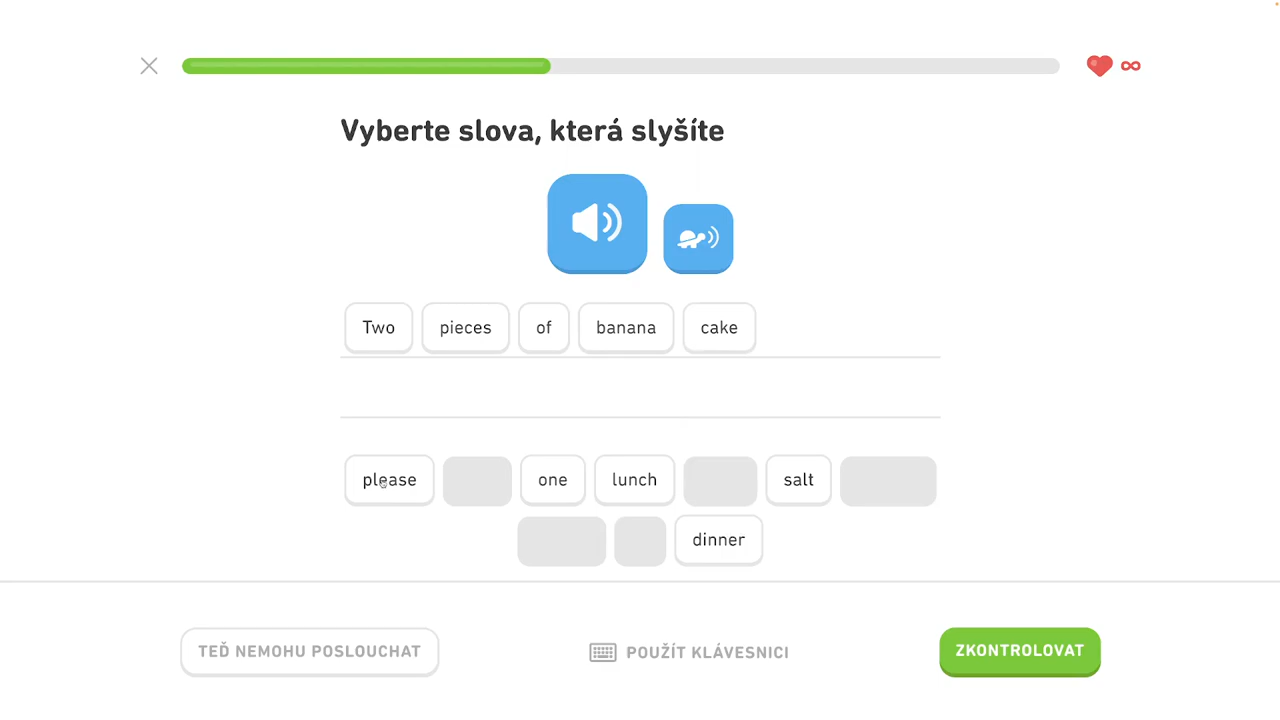 Vyberte slova, která slyšíte
Two pieces of banana cake
please one lunch salt
dinner
TEĎ NEMOHU POSLOUCHAT POUŽÍT KLÁVESNICI ZKONTROLOVAT